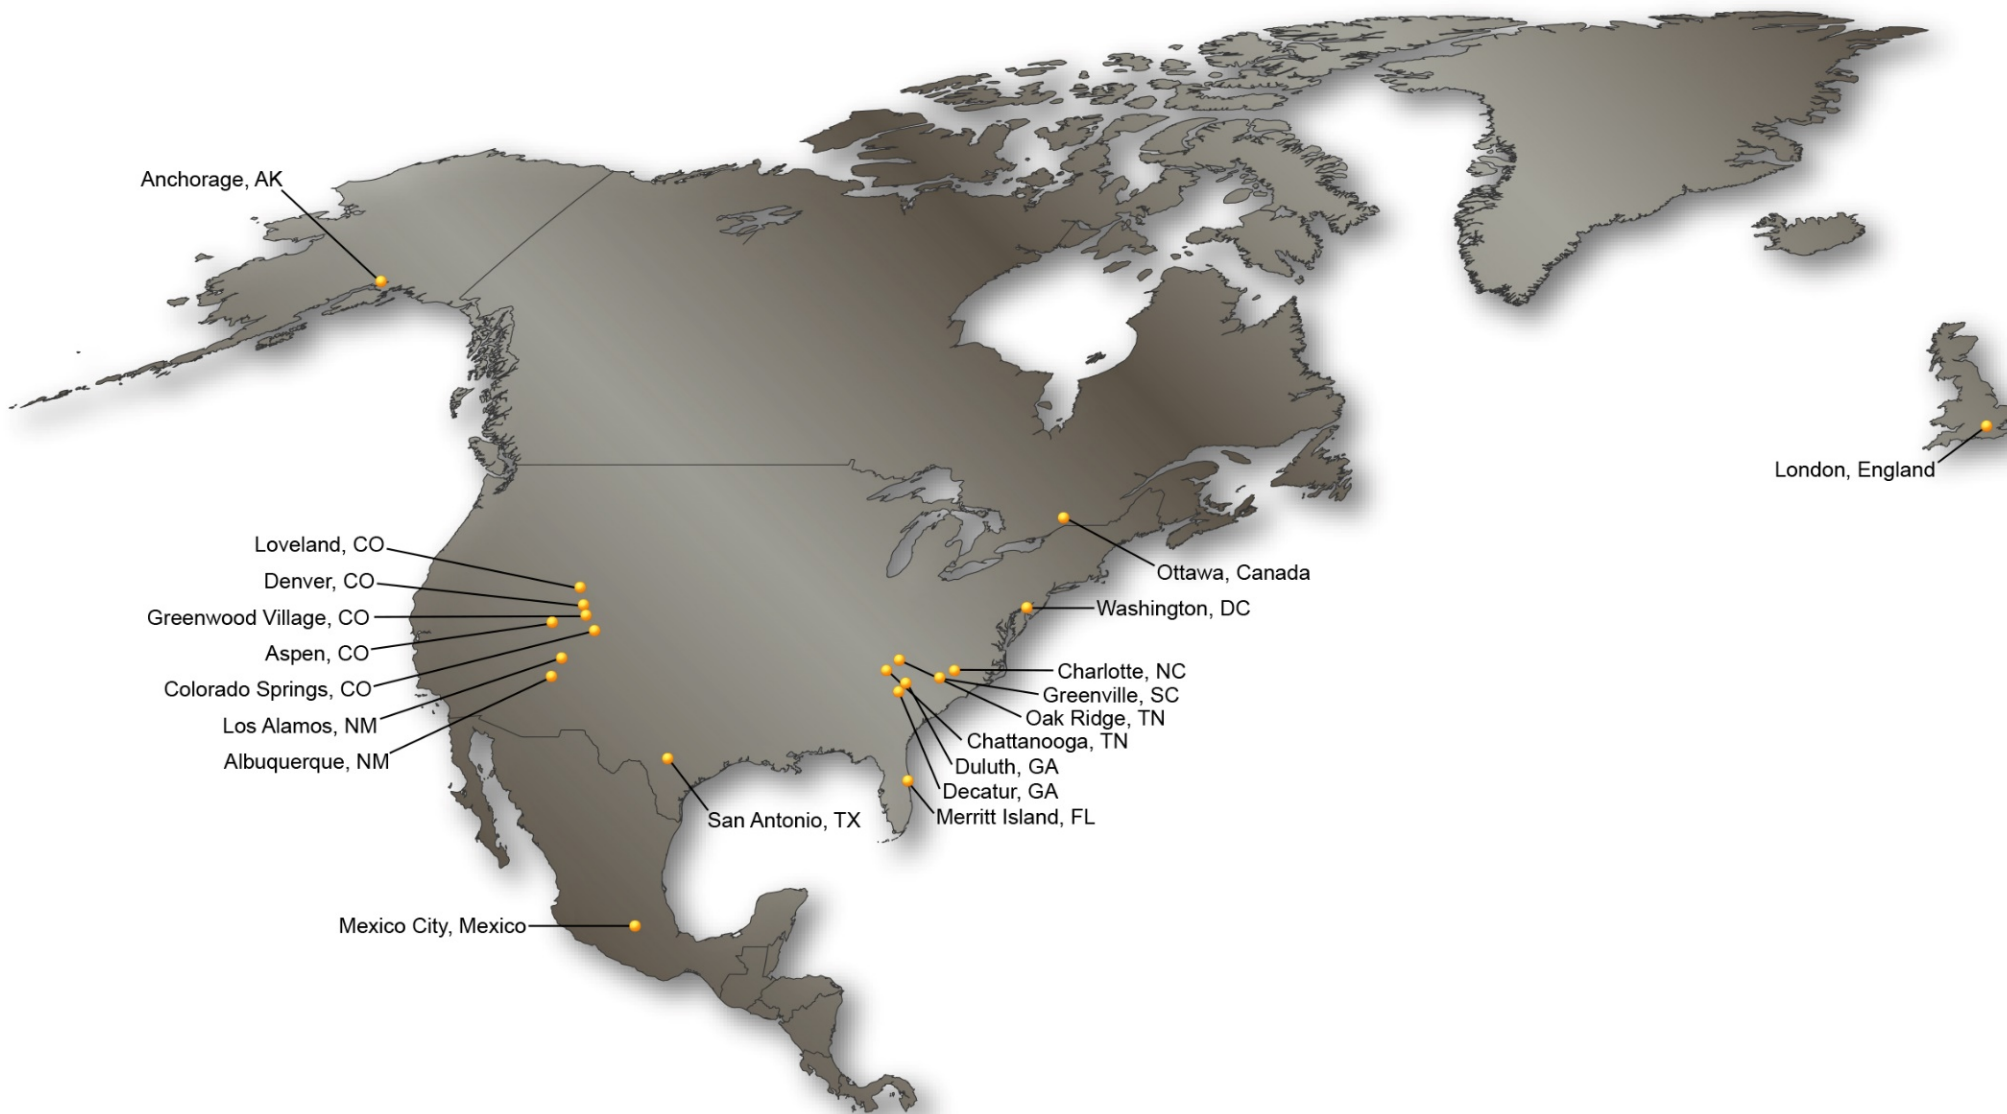 Anchorage, AK
London, England
Loveland, CO
Ottawa, Canada
Denver, CO
Washington, DC
Greenwood Village, CO
Aspen, CO
Colorado Springs, CO
Los Alamos, NM
Albuquerque, NM
Charlotte, NC
Greenville, SC
Oak Ridge, TN
Chattanooga, TN
Duluth, GA
Decatur, GA
Merritt Island, FL
San Antonio, TX
Mexico City, Mexico